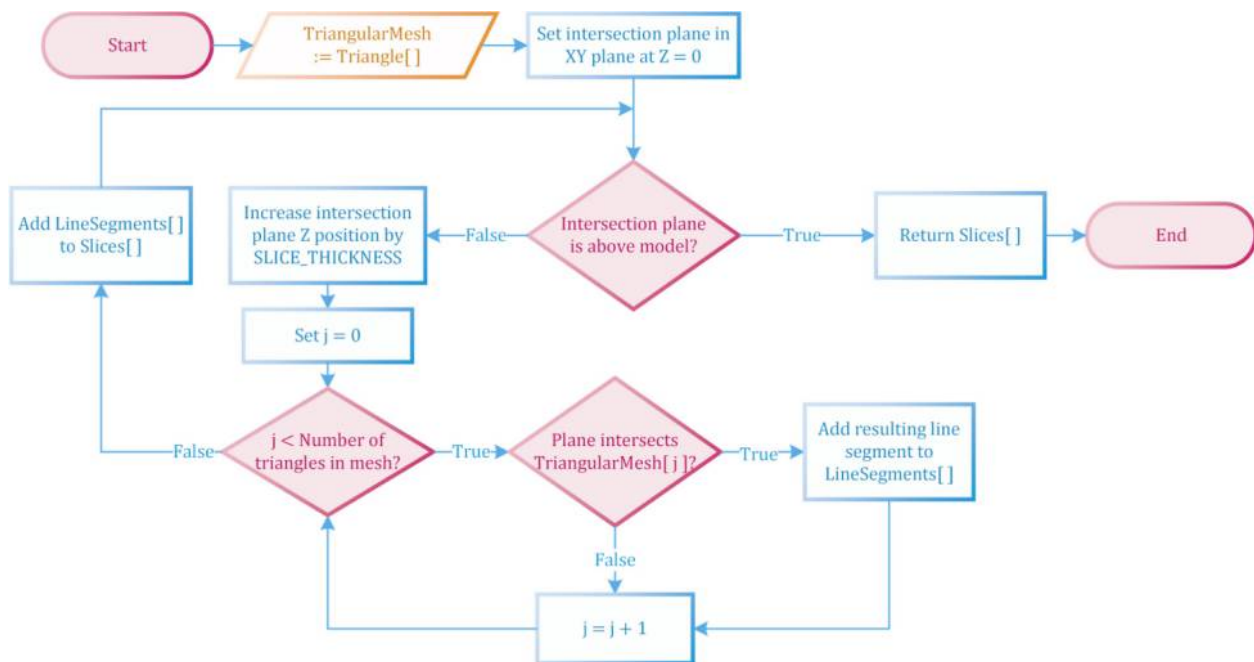 Start
TriangularMesh
:= Triangle[ ]
Set intersection plane in
XY plane at Z = 0
Add LineSegments[ ]
to Slices[ ]
Increase intersection
plane Z position by
SLICE_THICKNESS
False
Intersection plane
is above model?
True
Return Slices[ ]
End
Set j = 0
False
j < Number of
triangles in mesh?
True
Plane intersects
TriangularMesh[ j ]?
True
Add resulting line
segment to
LineSegments[ ]
False
j = j + 1